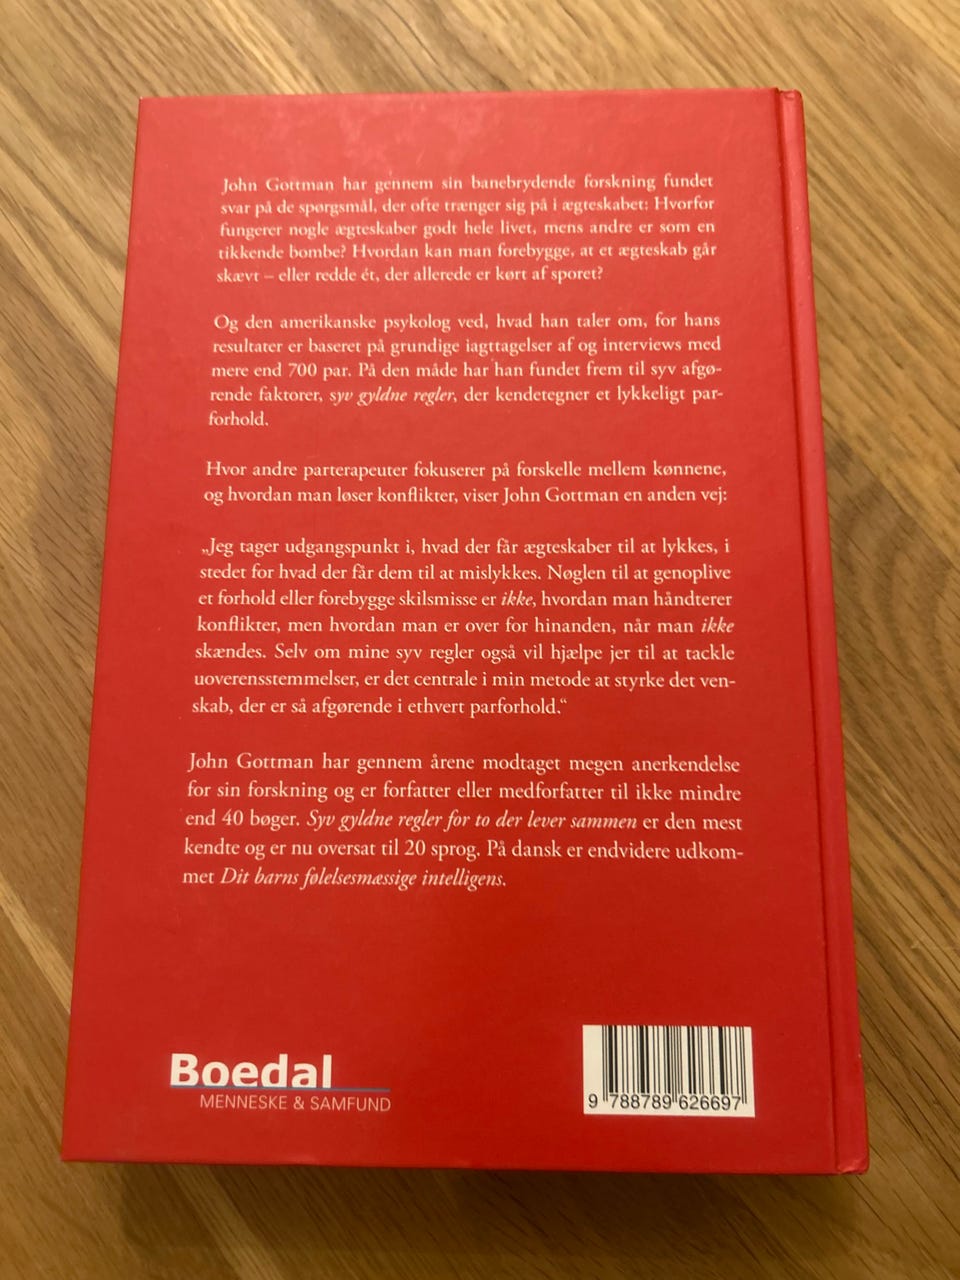 John Gottman har gennem sin banebrydende forskning fundet
svar på de spørgsmål, der ofte trænger sig på i ægteskabet: Hvorfor
fungerer nogle ægteskaber godt hele livet, mens andre er som en
tikkende bombe? Hvordan kan man forebygge, at et ægteskab går
skævt – eller redde ét, der allerede er kørt af sporet?
Og den amerikanske psykolog ved, hvad han taler om, for hans
resultater er baseret på grundige iagttagelser af og interviews med
mere end 700 par. På den måde har han fundet frem til syv afgø-
rende faktorer, syv gyldne regler, der kendetegner et lykkeligt par-
forhold.
Hvor andre parterapeuter fokuserer på forskelle mellem kønnene,
og hvordan man løser konflikter, viser John Gottman en anden vej:
„Jeg tager udgangspunkt i, hvad der får ægteskaber til at lykkes, i
stedet for hvad der får dem til at mislykkes. Nøglen til at genoplive
et forhold eller forebygge skilsmisse er ikke, hvordan man håndterer
konflikter, men hvordan man er over for hinanden, når man ikke
skændes. Selv om mine syv regler også vil hjælpe jer til at tackle
uoverensstemmelser, er det centrale i min metode at styrke det ven-
skab, der er så afgørende i ethvert parforhold.“
John Gottman har gennem årene modtaget megen anerkendelse
for sin forskning og er forfatter eller medforfatter til ikke mindre
end 40 bøger. Syv gyldne regler for to der lever sammen er den mest
kendte og er nu oversat til 20 sprog. På dansk er endvidere udkom-
met Dit barns følelsesmæssige intelligens.
Boedal
MENNESKE & SAMFUND
9 788789 626697